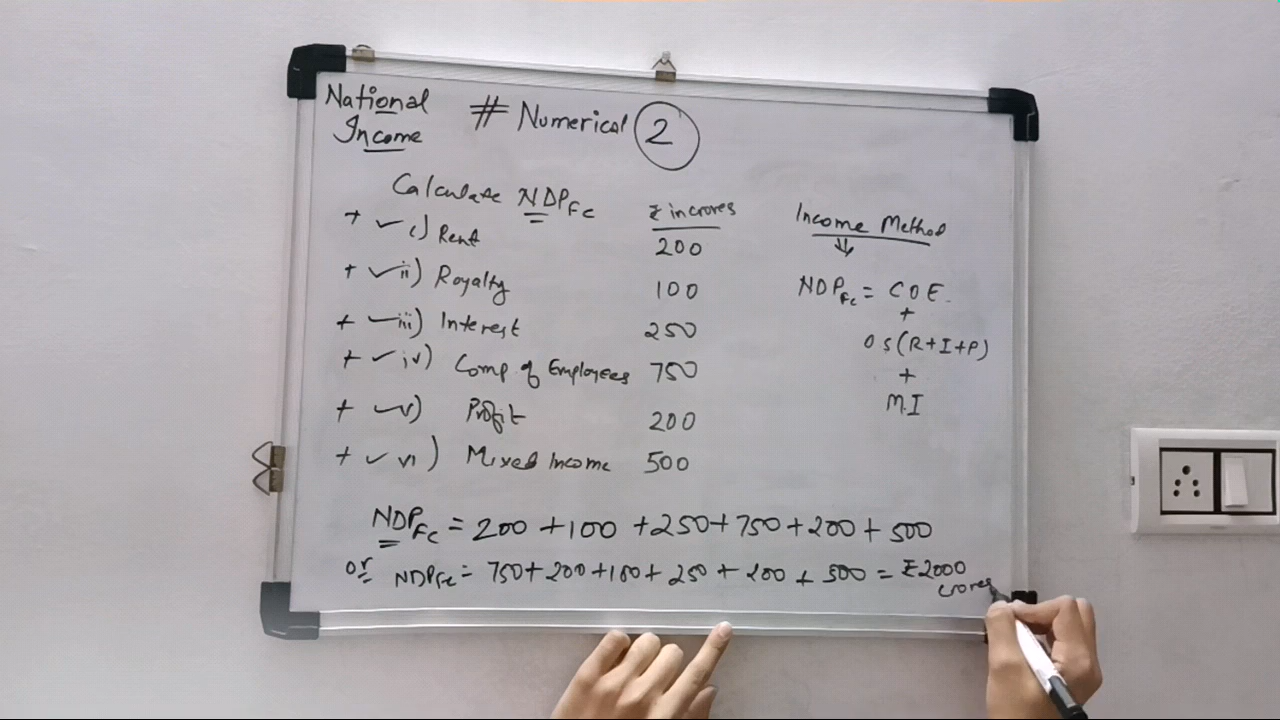 National
Income
# Numerical 2
Calculate NDPFC
₹ in crores
+ ✓ i) Rent 200
+ ✓ ii) Royalty 100
+ ✓ iii) Interest 250
+ ✓ iv) Comp of Employees 750
+ ✓ v) Profit 200
+ ✓ vi) Mixed Income 500
Income Method
⇓
NDPFC = COE.
+
OS(R+I+P)
+
M.I
NDPFC = 200 + 100 + 250 + 750 + 200 + 500
or NDPFC = 750 + 200 + 100 + 250 + 200 + 500 = ₹2000
crores